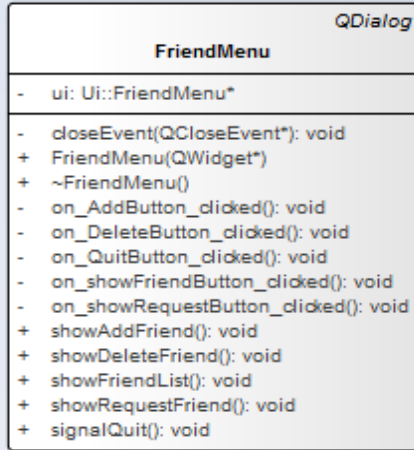 QDialog
FriendMenu
- ui: Ui::FriendMenu*
- closeEvent(QCloseEvent*): void
+ FriendMenu(QWidget*)
+ ~FriendMenu()
- on_AddButton_clicked(): void
- on_DeleteButton_clicked(): void
- on_QuitButton_clicked(): void
- on_showFriendButton_clicked(): void
- on_showRequestButton_clicked(): void
+ showAddFriend(): void
+ showDeleteFriend(): void
+ showFriendList(): void
+ showRequestFriend(): void
+ signalQuit(): void